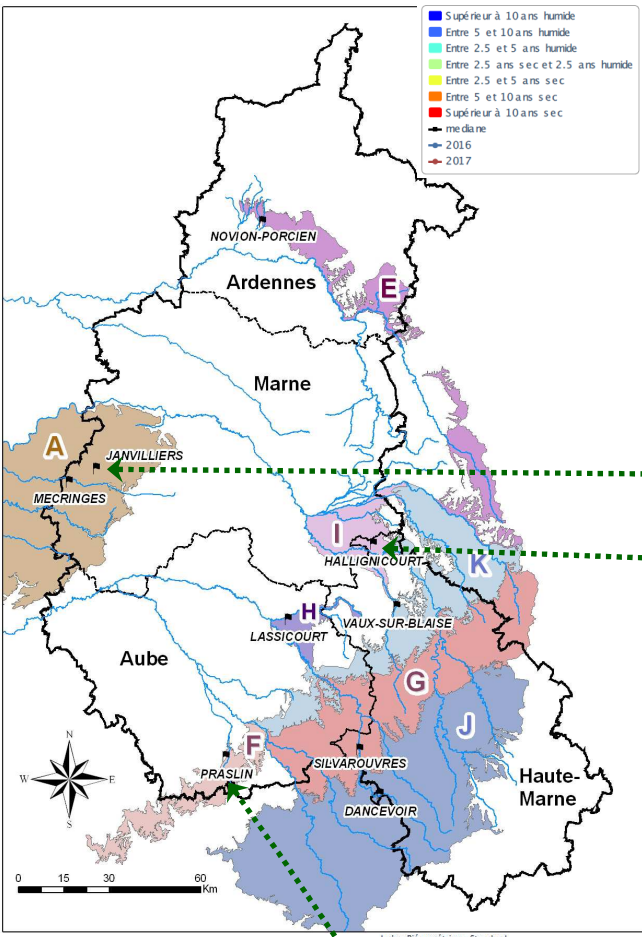 Supérieur à 10 ans humide
Entre 5 et 10 ans humide
Entre 2.5 et 5 ans humide
Entre 2.5 ans sec et 2.5 ans humide
Entre 2.5 et 5 ans sec
Entre 5 et 10 ans sec
Supérieur à 10 ans sec
mediane
2016
2017
NOVION-PORCIEN
Ardennes
E
Marne
A
JANVILLIERS
MECRINGES
I
HALLIGNICOURT
K
H
LASSICOURT
VAUX-SUR-BLAISE
Aube
G
J
F
SILVAROUVRES
PRASLIN
Haute-
Marne
DANCEVOIR
N
W
E
S
0 15 30 60
Km